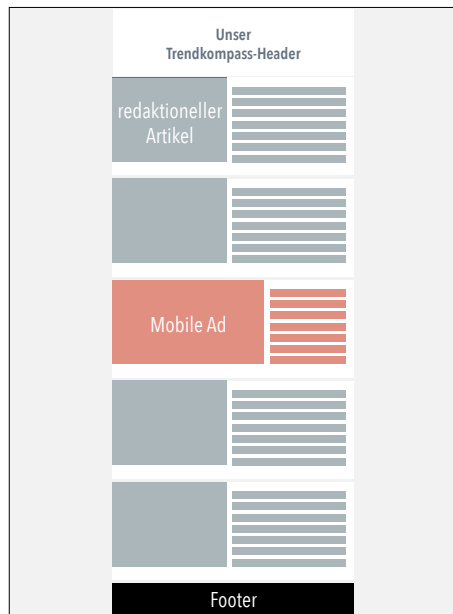 Unser
Trendkompass-Header
redaktioneller
Artikel
Mobile Ad
Footer